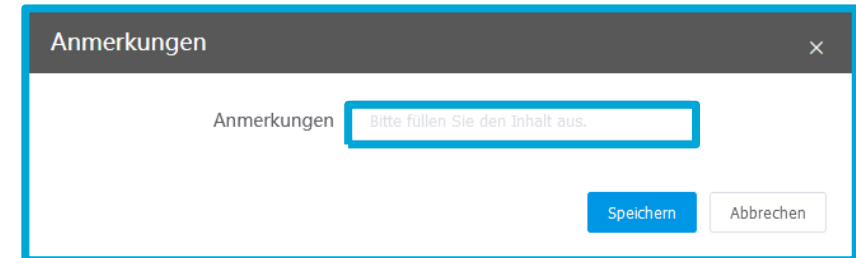 Anmerkungen
Anmerkungen Bitte füllen Sie den Inhalt aus.
Speichern Abbrechen